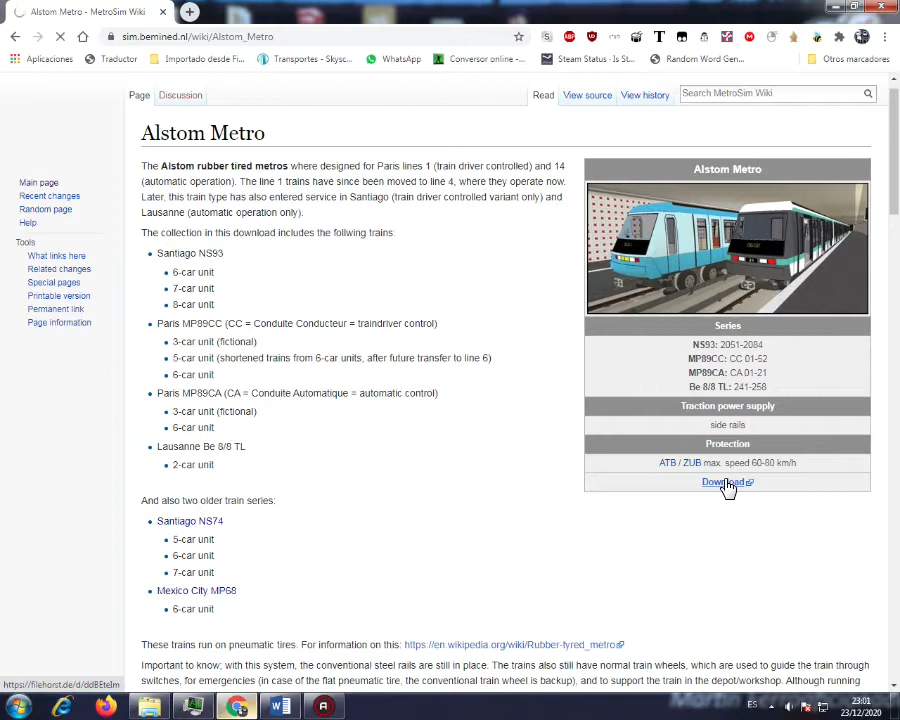 Alstom Metro - MetroSim Wiki
sim.bemined.nl/wiki/Alstom_Metro
Aplicaciones
Traductor
Importado desde Fi...
Transportes - Skysc...
WhatsApp
Conversor online -...
Steam Status - Is St...
Random Word Gen...
Otros marcadores
Page Discussion
Read View source View history
Search MetroSim Wiki
Main page
Recent changes
Random page
Help
Tools
What links here
Related changes
Special pages
Printable version
Permanent link
Page information
Alstom Metro
The Alstom rubber tired metros where designed for Paris lines 1 (train driver controlled) and 14
(automatic operation). The line 1 trains have since been moved to line 4, where they operate now.
Later, this train type has also entered service in Santiago (train driver controlled variant only) and
Lausanne (automatic operation only).
The collection in this download includes the follwing trains:
Santiago NS93
6-car unit
7-car unit
8-car unit
Paris MP89CC (CC = Conduite Conducteur = traindriver control)
3-car unit (fictional)
5-car unit (shortened trains from 6-car units, after future transfer to line 6)
6-car unit
Paris MP89CA (CA = Conduite Automatique = automatic control)
3-car unit (fictional)
6-car unit
Lausanne Be 8/8 TL
2-car unit
And also two older train series:
Santiago NS74
5-car unit
6-car unit
7-car unit
Mexico City MP68
6-car unit
These trains run on pneumatic tires. For information on this: https://en.wikipedia.org/wiki/Rubber-tyred_metro
Important to know; with this system, the conventional steel rails are still in place. The trains also still have normal train wheels, which are used to guide the train through
switches, for emergencies (in case of the flat pneumatic tire, the conventional train wheel is backup), and to support the train in the depot/workshop. Although running
Alstom Metro
Series
NS93: 2051-2084
MP89CC: CC 01-52
MP89CA: CA 01-21
Be 8/8 TL: 241-258
Traction power supply
side rails
Protection
ATB / ZUB max. speed 60-80 km/h
Download
https://filehorst.de/d/ddBEteIm
ES
23:01
23/12/2020